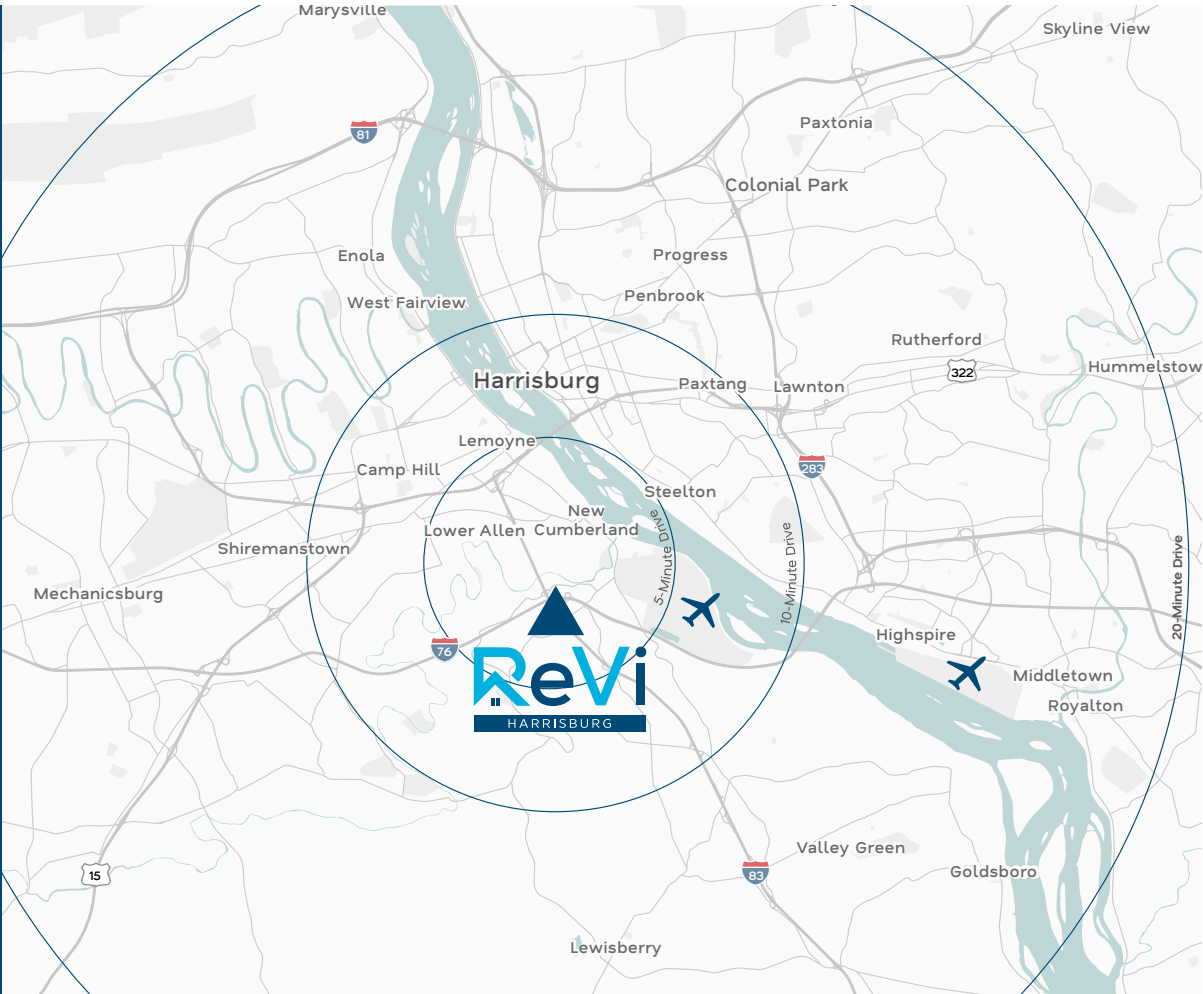 Marysville
Skyline View
81
Paxtonia
Colonial Park
Enola
Progress
West Fairview
Penbrook
Rutherford
322
Hummelstow
Harrisburg
Paxtang
Lawnton
Lemoyne
Camp Hill
283
Steelton
New
Cumberland
Lower Allen
Shiremanstown
5-Minute Drive
10-Minute Drive
20-Minute Drive
Mechanicsburg
76
Highspire
ReVi
HARRISBURG
Middletown
Royalton
Valley Green
15
83
Goldsboro
Lewisberry